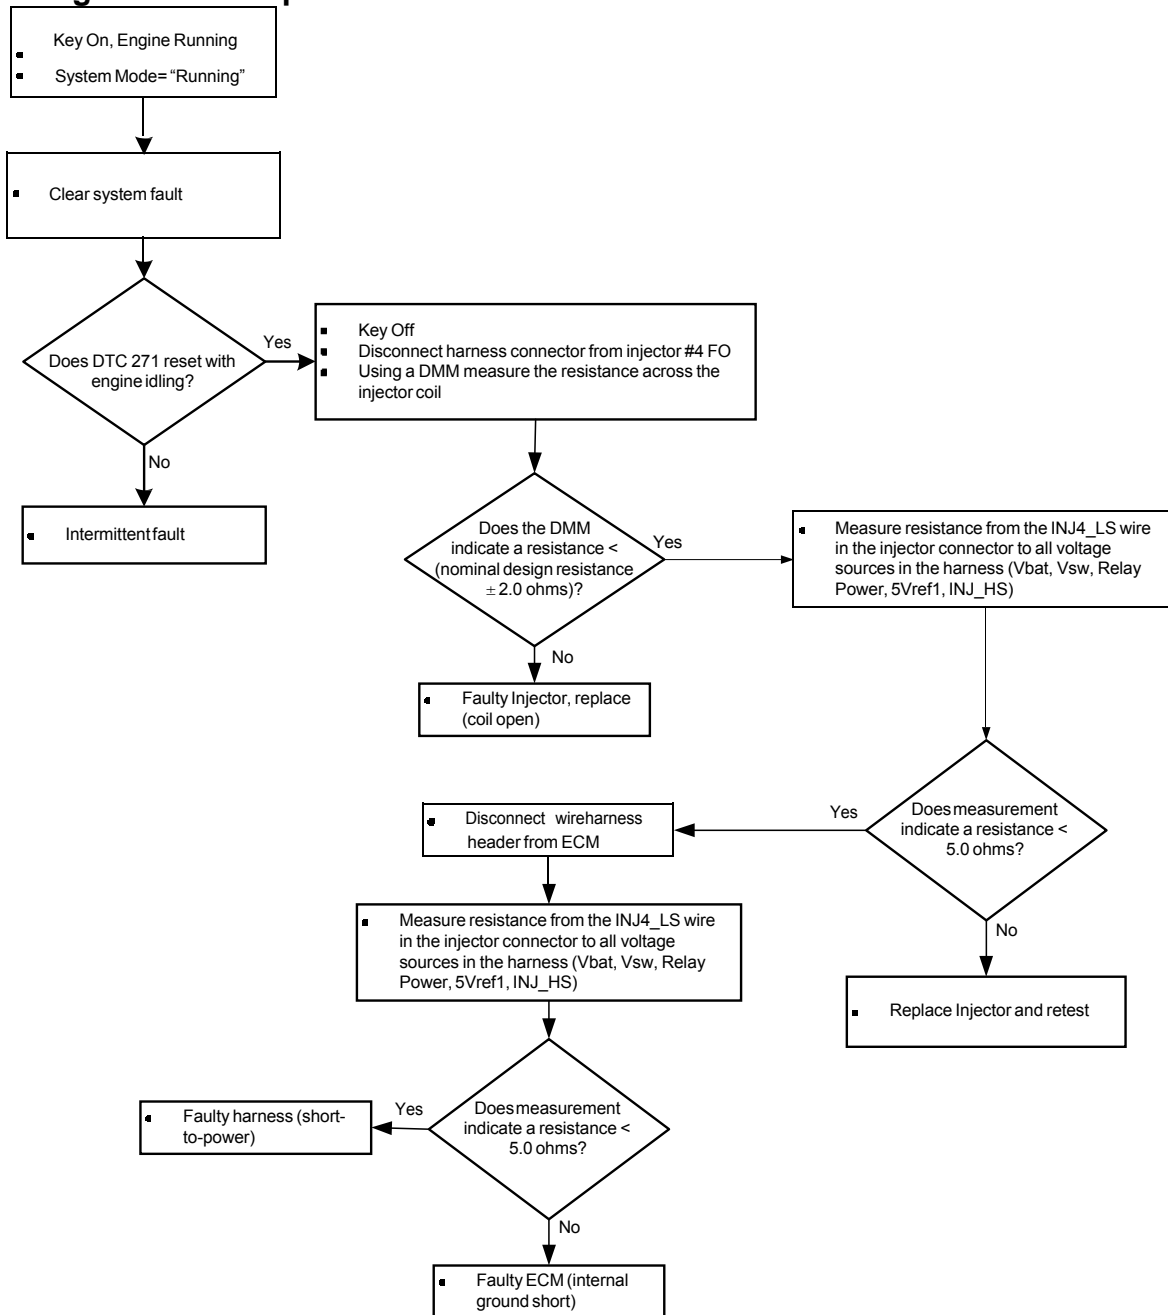 Key On, Engine Running
System Mode= “Running”
Clear system fault
Does DTC 271 reset with
engine idling?
Yes
No
Intermittent fault
Key Off
Disconnect harness connector from injector #4 FO
Using a DMM measure the resistance across the
injector coil
Does the DMM
indicate a resistance <
(nominal design resistance
± 2.0 ohms)?
Yes
No
Faulty Injector, replace
(coil open)
Measure resistance from the INJ4_LS wire
in the injector connector to all voltage
sources in the harness (Vbat, Vsw, Relay
Power, 5Vref1, INJ_HS)
Does measurement
indicate a resistance <
5.0 ohms?
Yes
No
Replace Injector and retest
Disconnect wireharness
header from ECM
Measure resistance from the INJ4_LS wire
in the injector connector to all voltage
sources in the harness (Vbat, Vsw, Relay
Power, 5Vref1, INJ_HS)
Does measurement
indicate a resistance <
5.0 ohms?
Yes
Faulty harness (short-
to-power)
No
Faulty ECM (internal
ground short)